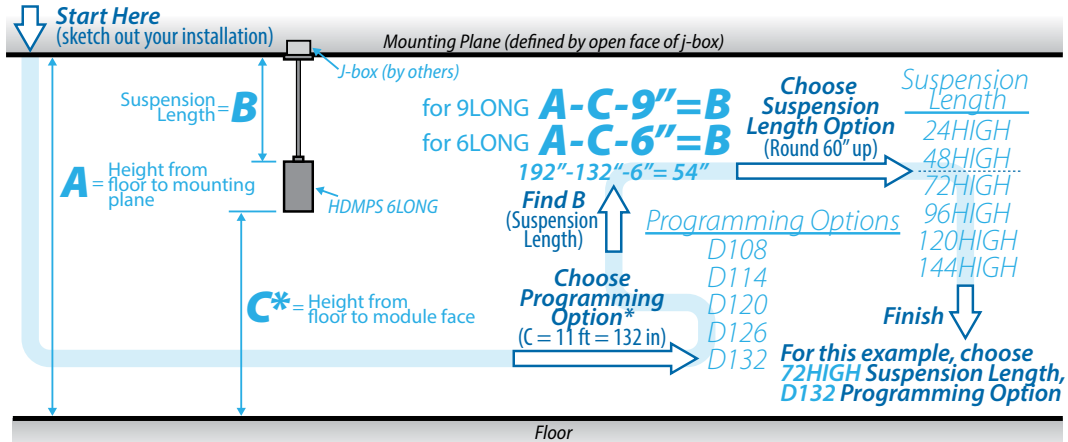 Start Here
(sketch out your installation)
Mounting Plane (defined by open face of j-box)
J-box (by others)
Suspension
Length = B
A = Height from
floor to mounting
plane
HDMPS 6LONG
C* = Height from
floor to module face
for 9LONG A-C-9"=B
for 6LONG A-C-6"=B
192"-132"-6"= 54"
Find B
(Suspension
Length)
Choose
Programming
Option*
(C = 11 ft = 132 in)
Programming Options
D108
D114
D120
D126
D132
Choose
Suspension
Length Option
(Round 60" up)
Suspension
Length
24HIGH
48HIGH
72HIGH
96HIGH
120HIGH
144HIGH
Finish
For this example, choose
72HIGH Suspension Length,
D132 Programming Option
Floor